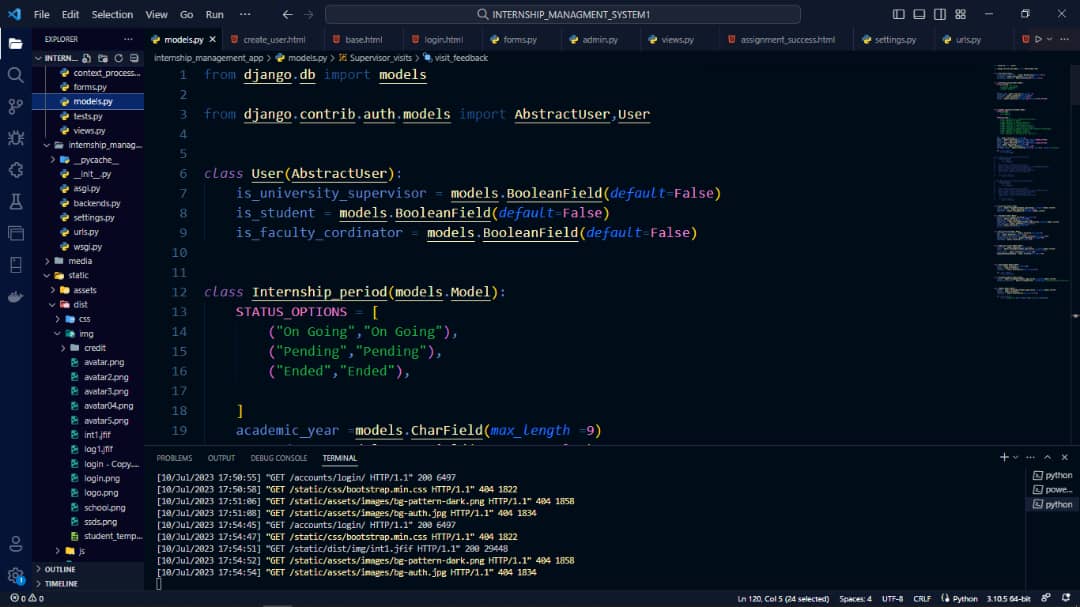 File Edit Selection View Go Run ··· INTERNSHIP_MANAGMENT_SYSTEM1
EXPLORER ···
INTERN...
context_process...
forms.py
models.py
tests.py
views.py
internship_manag...
__pycache__
__init__.py
asgi.py
backends.py
settings.py
urls.py
wsgi.py
media
static
assets
dist
css
img
credit
avatar.png
avatar2.png
avatar3.png
avatar04.png
avatar5.png
int1.jfif
log1.jfif
login - Copy....
login.png
logo.png
school.png
ssds.png
student_temp...
js
OUTLINE
TIMELINE
models.py create_user.html base.html login.html forms.py admin.py views.py assignment_success.html settings.py urls.py
internship_management_app > models.py > Supervisor_visits > visit_feedback
1 from django.db import models
2
3 from django.contrib.auth.models import AbstractUser,User
4
5
6 class User(AbstractUser):
7 is_university_supervisor = models.BooleanField(default=False)
8 is_student = models.BooleanField(default=False)
9 is_faculty_cordinator = models.BooleanField(default=False)
10
11
12 class Internship_period(models.Model):
13 STATUS_OPTIONS = [
14 ("On Going","On Going"),
15 ("Pending","Pending"),
16 ("Ended","Ended"),
17
18 ]
19 academic_year =models.CharField(max_length =9)
PROBLEMS OUTPUT DEBUG CONSOLE TERMINAL
[10/Jul/2023 17:50:55] "GET /accounts/login/ HTTP/1.1" 200 6497
[10/Jul/2023 17:50:58] "GET /static/css/bootstrap.min.css HTTP/1.1" 404 1822
[10/Jul/2023 17:51:06] "GET /static/assets/images/bg-pattern-dark.png HTTP/1.1" 404 1858
[10/Jul/2023 17:51:08] "GET /static/assets/images/bg-auth.jpg HTTP/1.1" 404 1834
[10/Jul/2023 17:54:45] "GET /accounts/login/ HTTP/1.1" 200 6497
[10/Jul/2023 17:54:47] "GET /static/css/bootstrap.min.css HTTP/1.1" 404 1822
[10/Jul/2023 17:54:51] "GET /static/dist/img/int1.jfif HTTP/1.1" 200 29448
[10/Jul/2023 17:54:52] "GET /static/assets/images/bg-pattern-dark.png HTTP/1.1" 404 1858
[10/Jul/2023 17:54:54] "GET /static/assets/images/bg-auth.jpg HTTP/1.1" 404 1834
python
powe...
python
0 0 Ln 120, Col 5 (24 selected) Spaces: 4 UTF-8 CRLF Python 3.10.5 64-bit